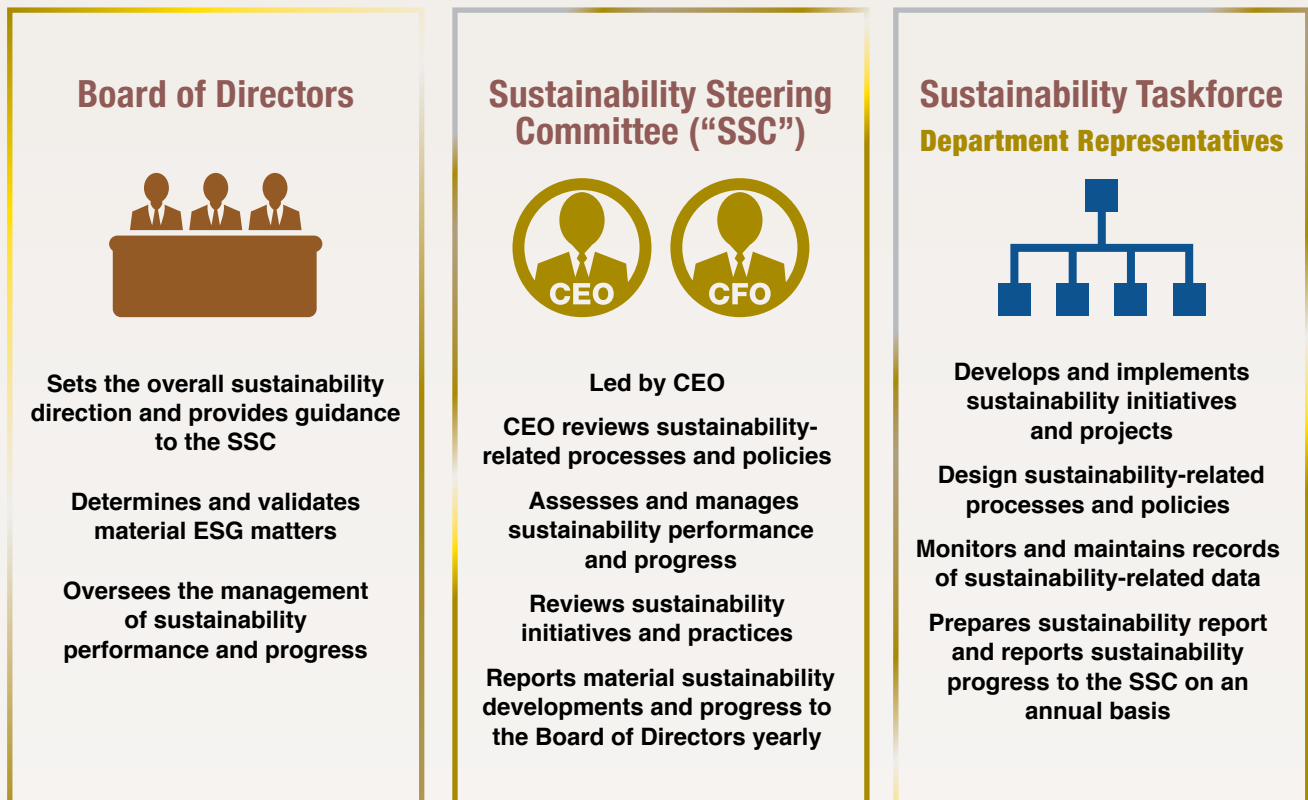 Board of Directors
Sets the overall sustainability
direction and provides guidance
to the SSC
Determines and validates
material ESG matters
Oversees the management
of sustainability
performance and progress
Sustainability Steering
Committee (“SSC”)
CEO
CFO
Led by CEO
CEO reviews sustainability-
related processes and policies
Assesses and manages
sustainability performance
and progress
Reviews sustainability
initiatives and practices
Reports material sustainability
developments and progress to
the Board of Directors yearly
Sustainability Taskforce
Department Representatives
Develops and implements
sustainability initiatives
and projects
Design sustainability-related
processes and policies
Monitors and maintains records
of sustainability-related data
Prepares sustainability report
and reports sustainability
progress to the SSC on an
annual basis